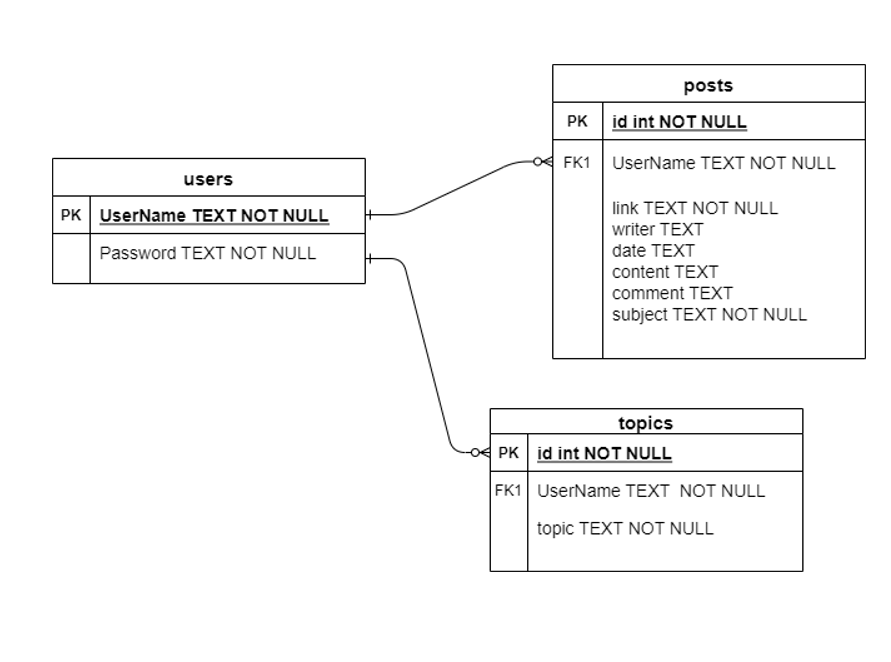 users
PK UserName TEXT NOT NULL
Password TEXT NOT NULL
posts
PK id int NOT NULL
FK1 UserName TEXT NOT NULL
link TEXT NOT NULL
writer TEXT
date TEXT
content TEXT
comment TEXT
subject TEXT NOT NULL
topics
PK id int NOT NULL
FK1 UserName TEXT  NOT NULL
topic TEXT NOT NULL